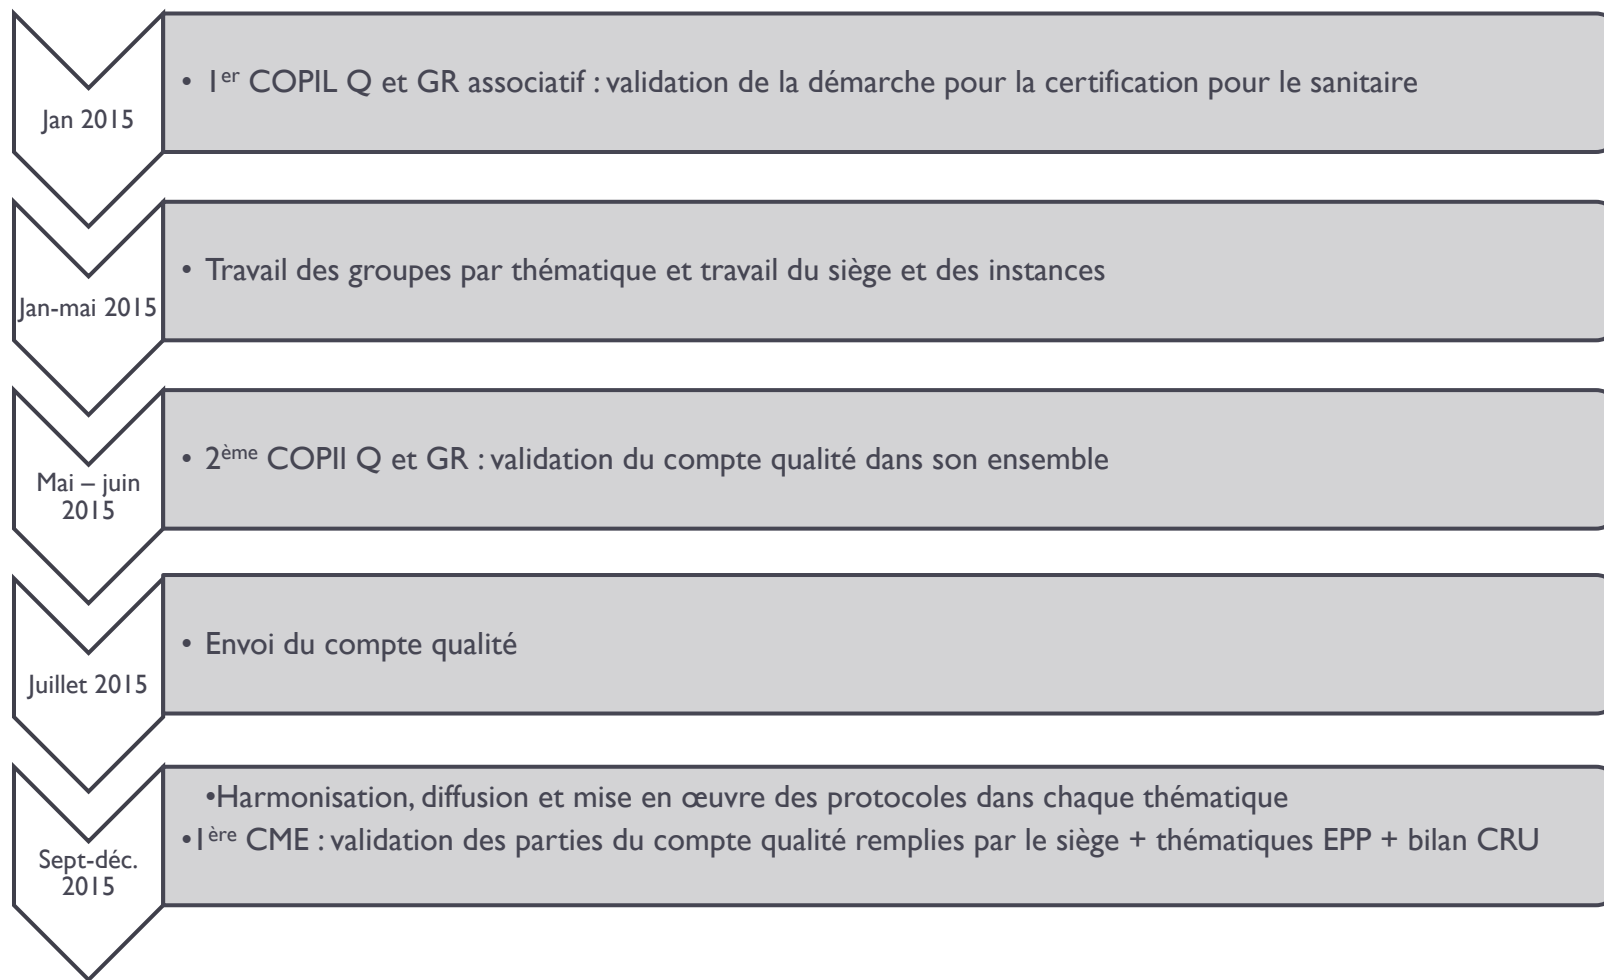 Jan 2015
• 1er COPIL Q et GR associatif : validation de la démarche pour la certification pour le sanitaire
Jan-mai 2015
• Travail des groupes par thématique et travail du siège et des instances
Mai – juin
2015
• 2ème COPIl Q et GR : validation du compte qualité dans son ensemble
Juillet 2015
• Envoi du compte qualité
Sept-déc.
2015
•Harmonisation, diffusion et mise en œuvre des protocoles dans chaque thématique
•1ère CME : validation des parties du compte qualité remplies par le siège + thématiques EPP + bilan CRU